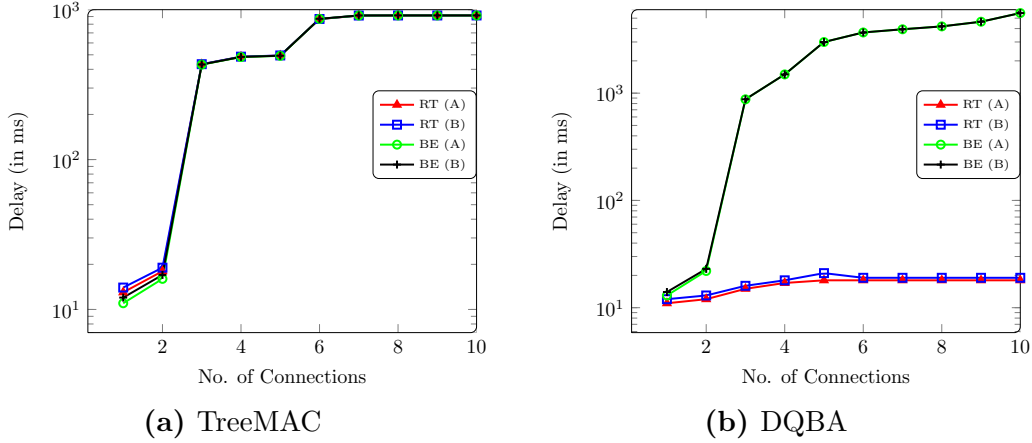 10^3
10^2
10^1
2 4 6 8 10
Delay (in ms)
No. of Connections
RT (A)
RT (B)
BE (A)
BE (B)
(a) TreeMAC
10^3
10^2
10^1
2 4 6 8 10
Delay (in ms)
No. of Connections
RT (A)
RT (B)
BE (A)
BE (B)
(b) DQBA